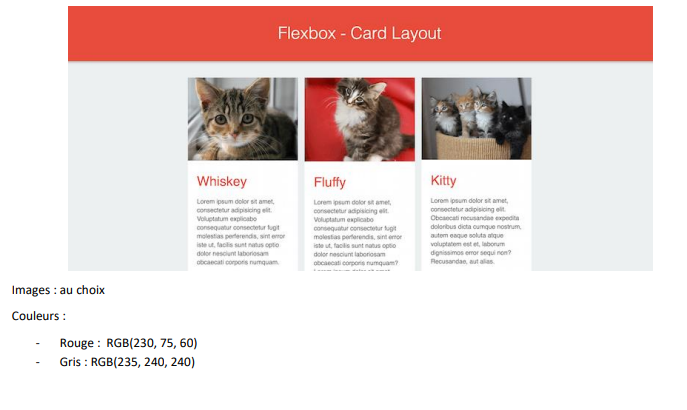 Flexbox - Card Layout
Whiskey
Lorem ipsum dolor sit amet,
consectetur adipisicing elit.
Voluptatum explicabo
consequatur consectetur fugit
molestias perferendis, sint error
iste ut, facilis sunt natus optio
dolor nesciunt laboriosam
obcaecati corporis numquam.
Fluffy
Lorem ipsum dolor sit amet,
consectetur adipisicing elit.
Voluptatum explicabo
consequatur consectetur fugit
molestias perferendis, sint error
iste ut, facilis sunt natus optio
dolor nesciunt laboriosam
obcaecati corporis numquam?
Kitty
Lorem ipsum dolor sit amet,
consectetur adipisicing elit.
Obcaecati recusandae expedita
doloribus dicta cumque nostrum,
autem eaque soluta atque
voluptatem est et, laborum
dignissimos error sequi non?
Recusandae, aut alias.
Images : au choix
Couleurs :
- Rouge : RGB(230, 75, 60)
- Gris : RGB(235, 240, 240)